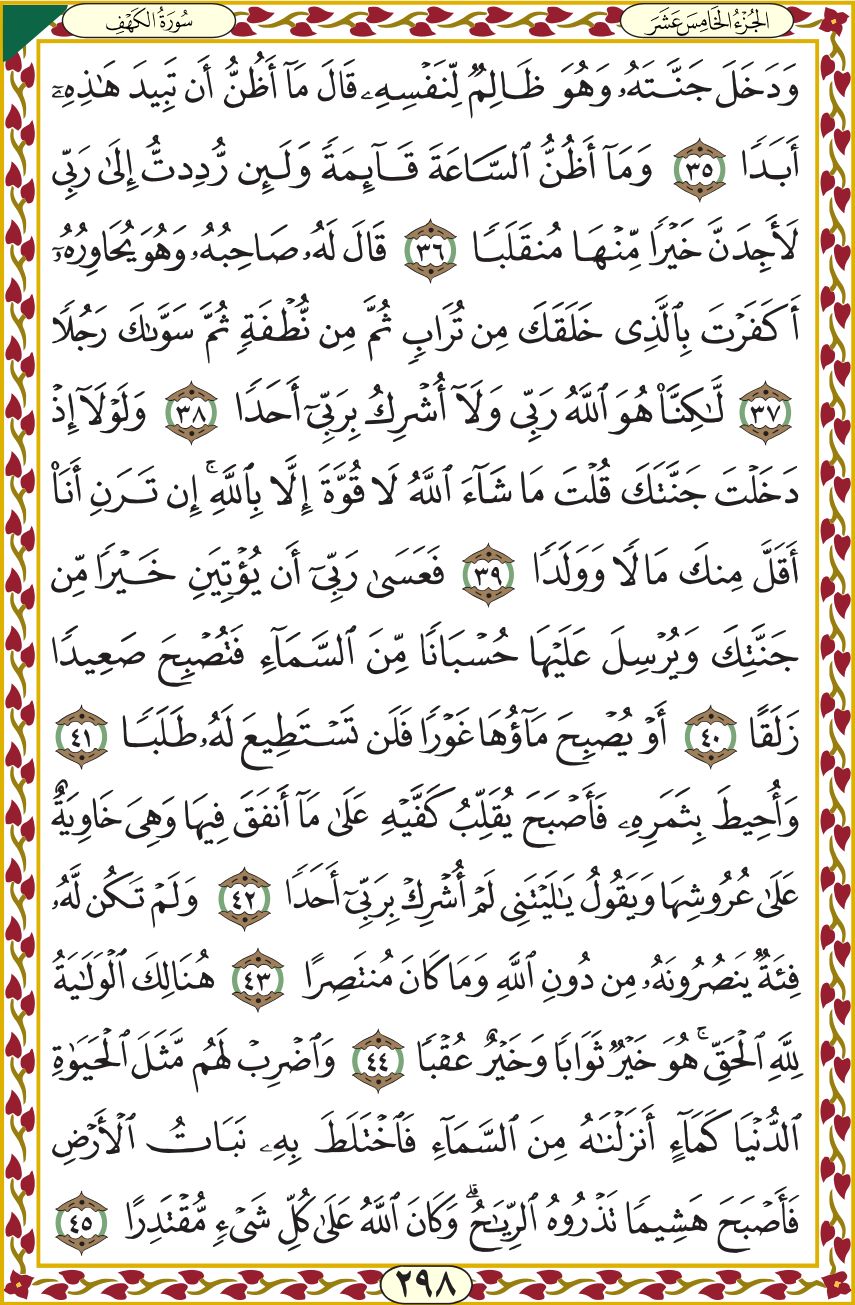 الجُزْءُ الخَامِسَ عَشَرَ
سُورَةُ الكَهْفِ
وَدَخَلَ جَنَّتَهُۥ وَهُوَ ظَالِمٌ لِّنَفْسِهِۦ قَالَ مَآ أَظُنُّ أَن تَبِيدَ هَٰذِهِۦٓ
أَبَدًا ٣٥ وَمَآ أَظُنُّ ٱلسَّاعَةَ قَآئِمَةً وَلَئِن رُّدِدتُّ إِلَىٰ رَبِّى
لَأَجِدَنَّ خَيْرًا مِّنْهَا مُنقَلَبًا ٣٦ قَالَ لَهُۥ صَاحِبُهُۥ وَهُوَ يُحَاوِرُهُۥٓ
أَكَفَرْتَ بِٱلَّذِى خَلَقَكَ مِن تُرَابٍ ثُمَّ مِن نُّطْفَةٍ ثُمَّ سَوَّىٰكَ رَجُلًا
٣٧ لَّٰكِنَّا۠ هُوَ ٱللَّهُ رَبِّى وَلَآ أُشْرِكُ بِرَبِّىٓ أَحَدًا ٣٨ وَلَوْلَآ إِذْ
دَخَلْتَ جَنَّتَكَ قُلْتَ مَا شَآءَ ٱللَّهُ لَا قُوَّةَ إِلَّا بِٱللَّهِ ۚ إِن تَرَنِ أَنَا۠
أَقَلَّ مِنكَ مَالًا وَوَلَدًا ٣٩ فَعَسَىٰ رَبِّىٓ أَن يُؤْتِيَنِ خَيْرًا مِّن
جَنَّتِكَ وَيُرْسِلَ عَلَيْهَا حُسْبَانًا مِّنَ ٱلسَّمَآءِ فَتُصْبِحَ صَعِيدًا
زَلَقًا ٤٠ أَوْ يُصْبِحَ مَآؤُهَا غَوْرًا فَلَن تَسْتَطِيعَ لَهُۥ طَلَبًا ٤١
وَأُحِيطَ بِثَمَرِهِۦ فَأَصْبَحَ يُقَلِّبُ كَفَّيْهِ عَلَىٰ مَآ أَنفَقَ فِيهَا وَهِىَ خَاوِيَةٌ
عَلَىٰ عُرُوشِهَا وَيَقُولُ يَٰلَيْتَنِى لَمْ أُشْرِكْ بِرَبِّىٓ أَحَدًا ٤٢ وَلَمْ تَكُن لَّهُۥ
فِئَةٌ يَنصُرُونَهُۥ مِن دُونِ ٱللَّهِ وَمَا كَانَ مُنتَصِرًا ٤٣ هُنَالِكَ ٱلْوَلَٰيَةُ
لِلَّهِ ٱلْحَقِّ ۚ هُوَ خَيْرٌ ثَوَابًا وَخَيْرٌ عُقْبًا ٤٤ وَٱضْرِبْ لَهُم مَّثَلَ ٱلْحَيَوٰةِ
ٱلدُّنْيَا كَمَآءٍ أَنزَلْنَٰهُ مِنَ ٱلسَّمَآءِ فَٱخْتَلَطَ بِهِۦ نَبَاتُ ٱلْأَرْضِ
فَأَصْبَحَ هَشِيمًا تَذْرُوهُ ٱلرِّيَٰحُ ۗ وَكَانَ ٱللَّهُ عَلَىٰ كُلِّ شَىْءٍ مُّقْتَدِرًا ٤٥
٢٩٨